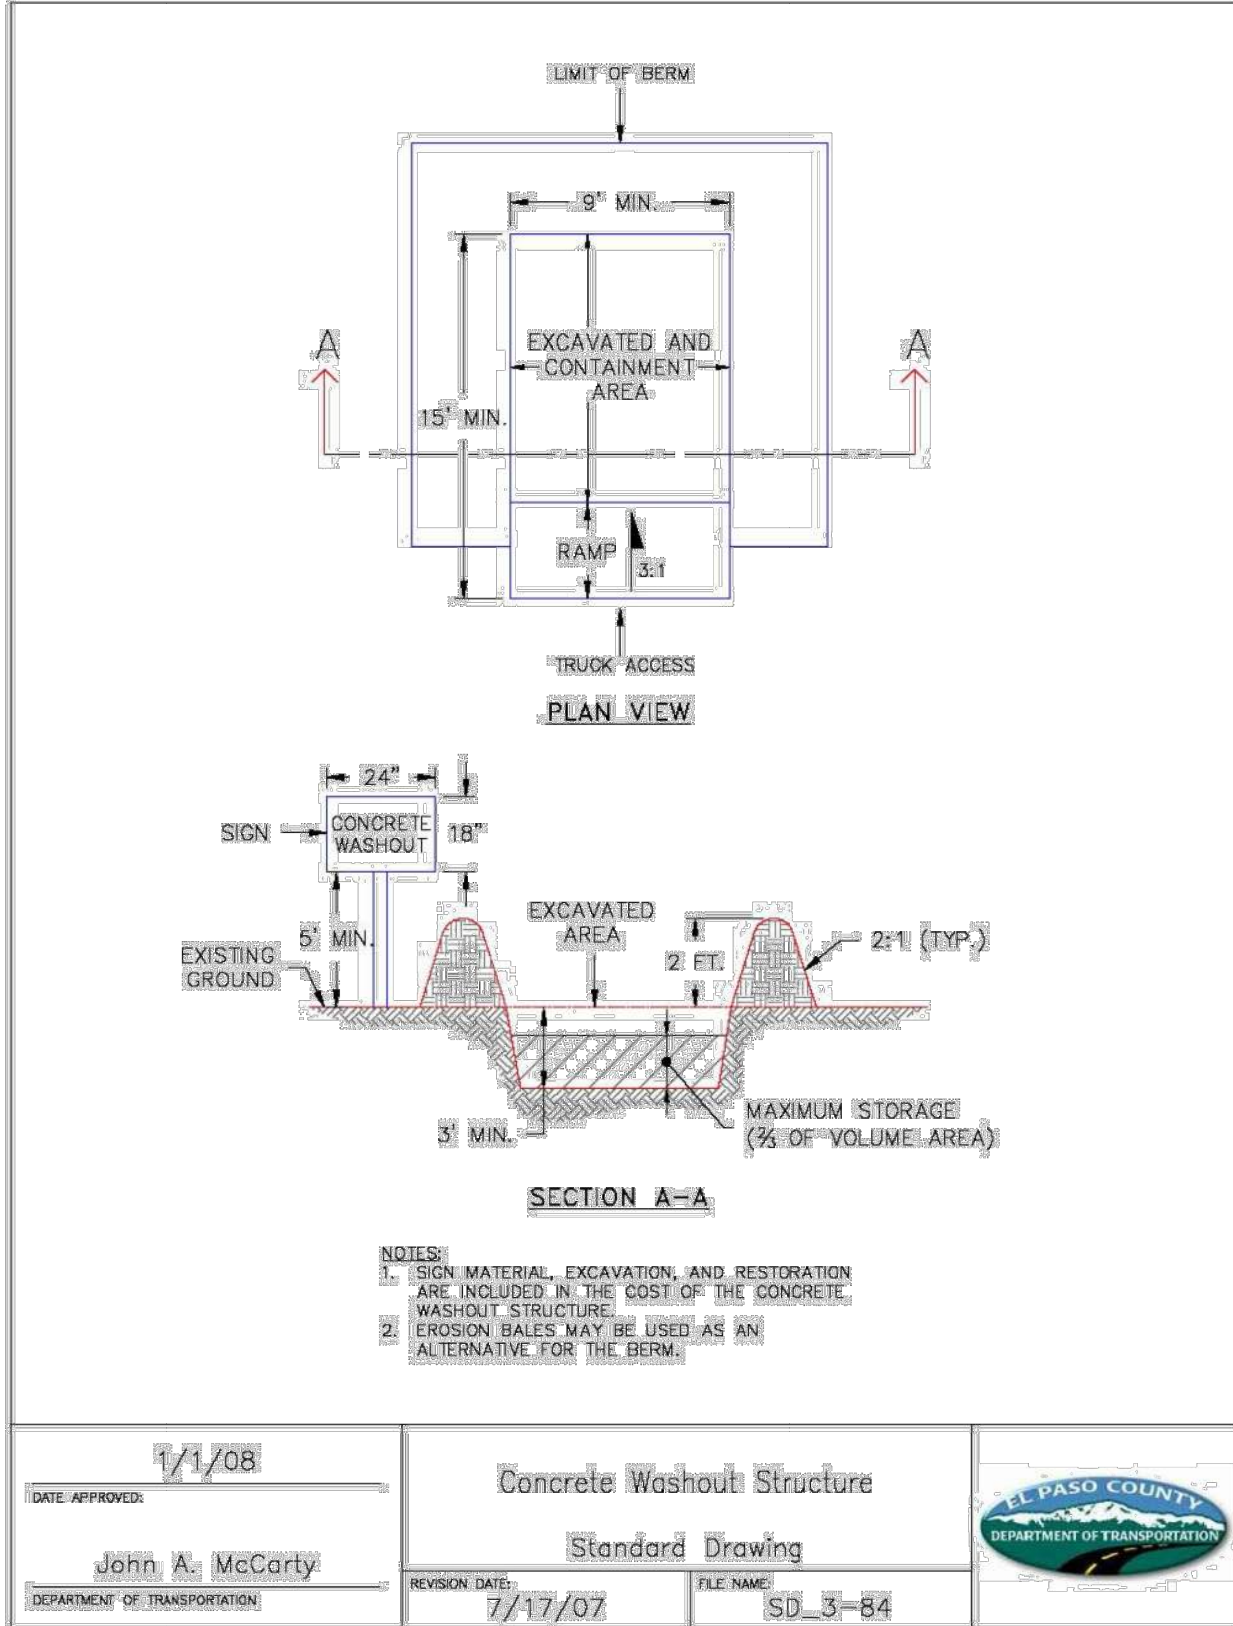 LIMIT OF BERM
9' MIN.
A
A
EXCAVATED AND
CONTAINMENT
AREA
15' MIN.
RAMP
3:1
TRUCK ACCESS
PLAN VIEW
24"
SIGN
CONCRETE
WASHOUT
18"
5' MIN.
EXCAVATED
AREA
2 FT.
2:1 (TYP.)
EXISTING
GROUND
3' MIN.
MAXIMUM STORAGE
(⅔ OF VOLUME AREA)
SECTION A-A
NOTES:
1. SIGN MATERIAL, EXCAVATION, AND RESTORATION
ARE INCLUDED IN THE COST OF THE CONCRETE
WASHOUT STRUCTURE.
2. EROSION BALES MAY BE USED AS AN
ALTERNATIVE FOR THE BERM.
1/1/08
DATE APPROVED:
John A. McCarty
DEPARTMENT OF TRANSPORTATION
Concrete Washout Structure
Standard Drawing
REVISION DATE:
7/17/07
FILE NAME:
SD_3-84
EL PASO COUNTY
DEPARTMENT OF TRANSPORTATION